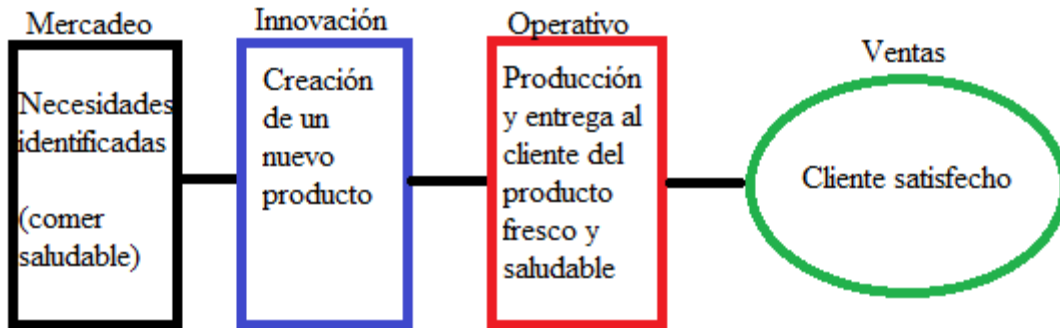 Mercadeo
Necesidades
identificadas
(comer
saludable)
Innovación
Creación
de un
nuevo
producto
Operativo
Producción
y entrega al
cliente del
producto
fresco y
saludable
Ventas
Cliente satisfecho